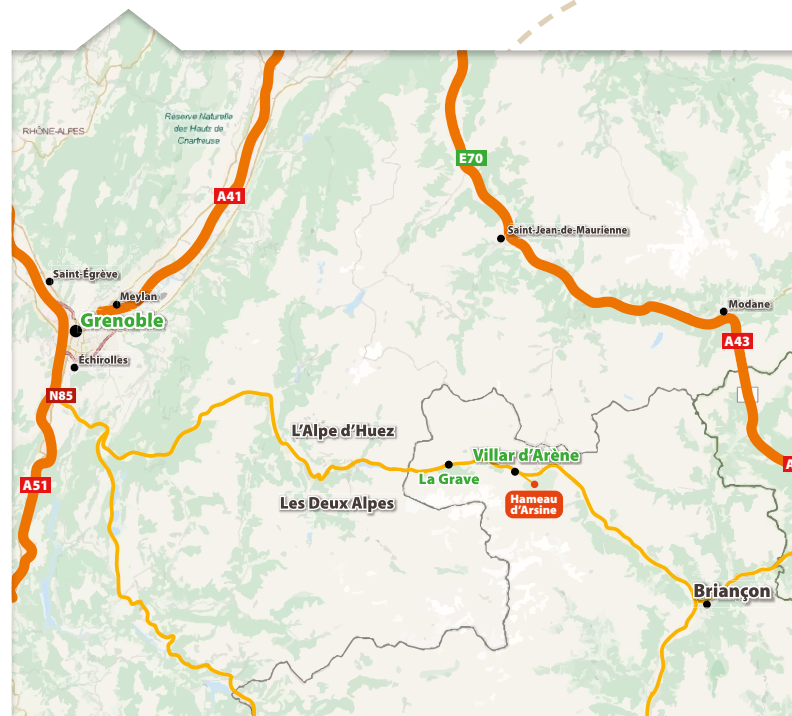 Réserve Naturelle
des Hauts de
Chartreuse
RHÔNE-ALPES
E70
A41
Saint-Jean-de-Maurienne
Saint-Égrève
Meylan
Modane
Grenoble
A43
Échirolles
N85
L'Alpe d'Huez
Villar d'Arène
La Grave
A51
Hameau
d'Arsine
Les Deux Alpes
Briançon